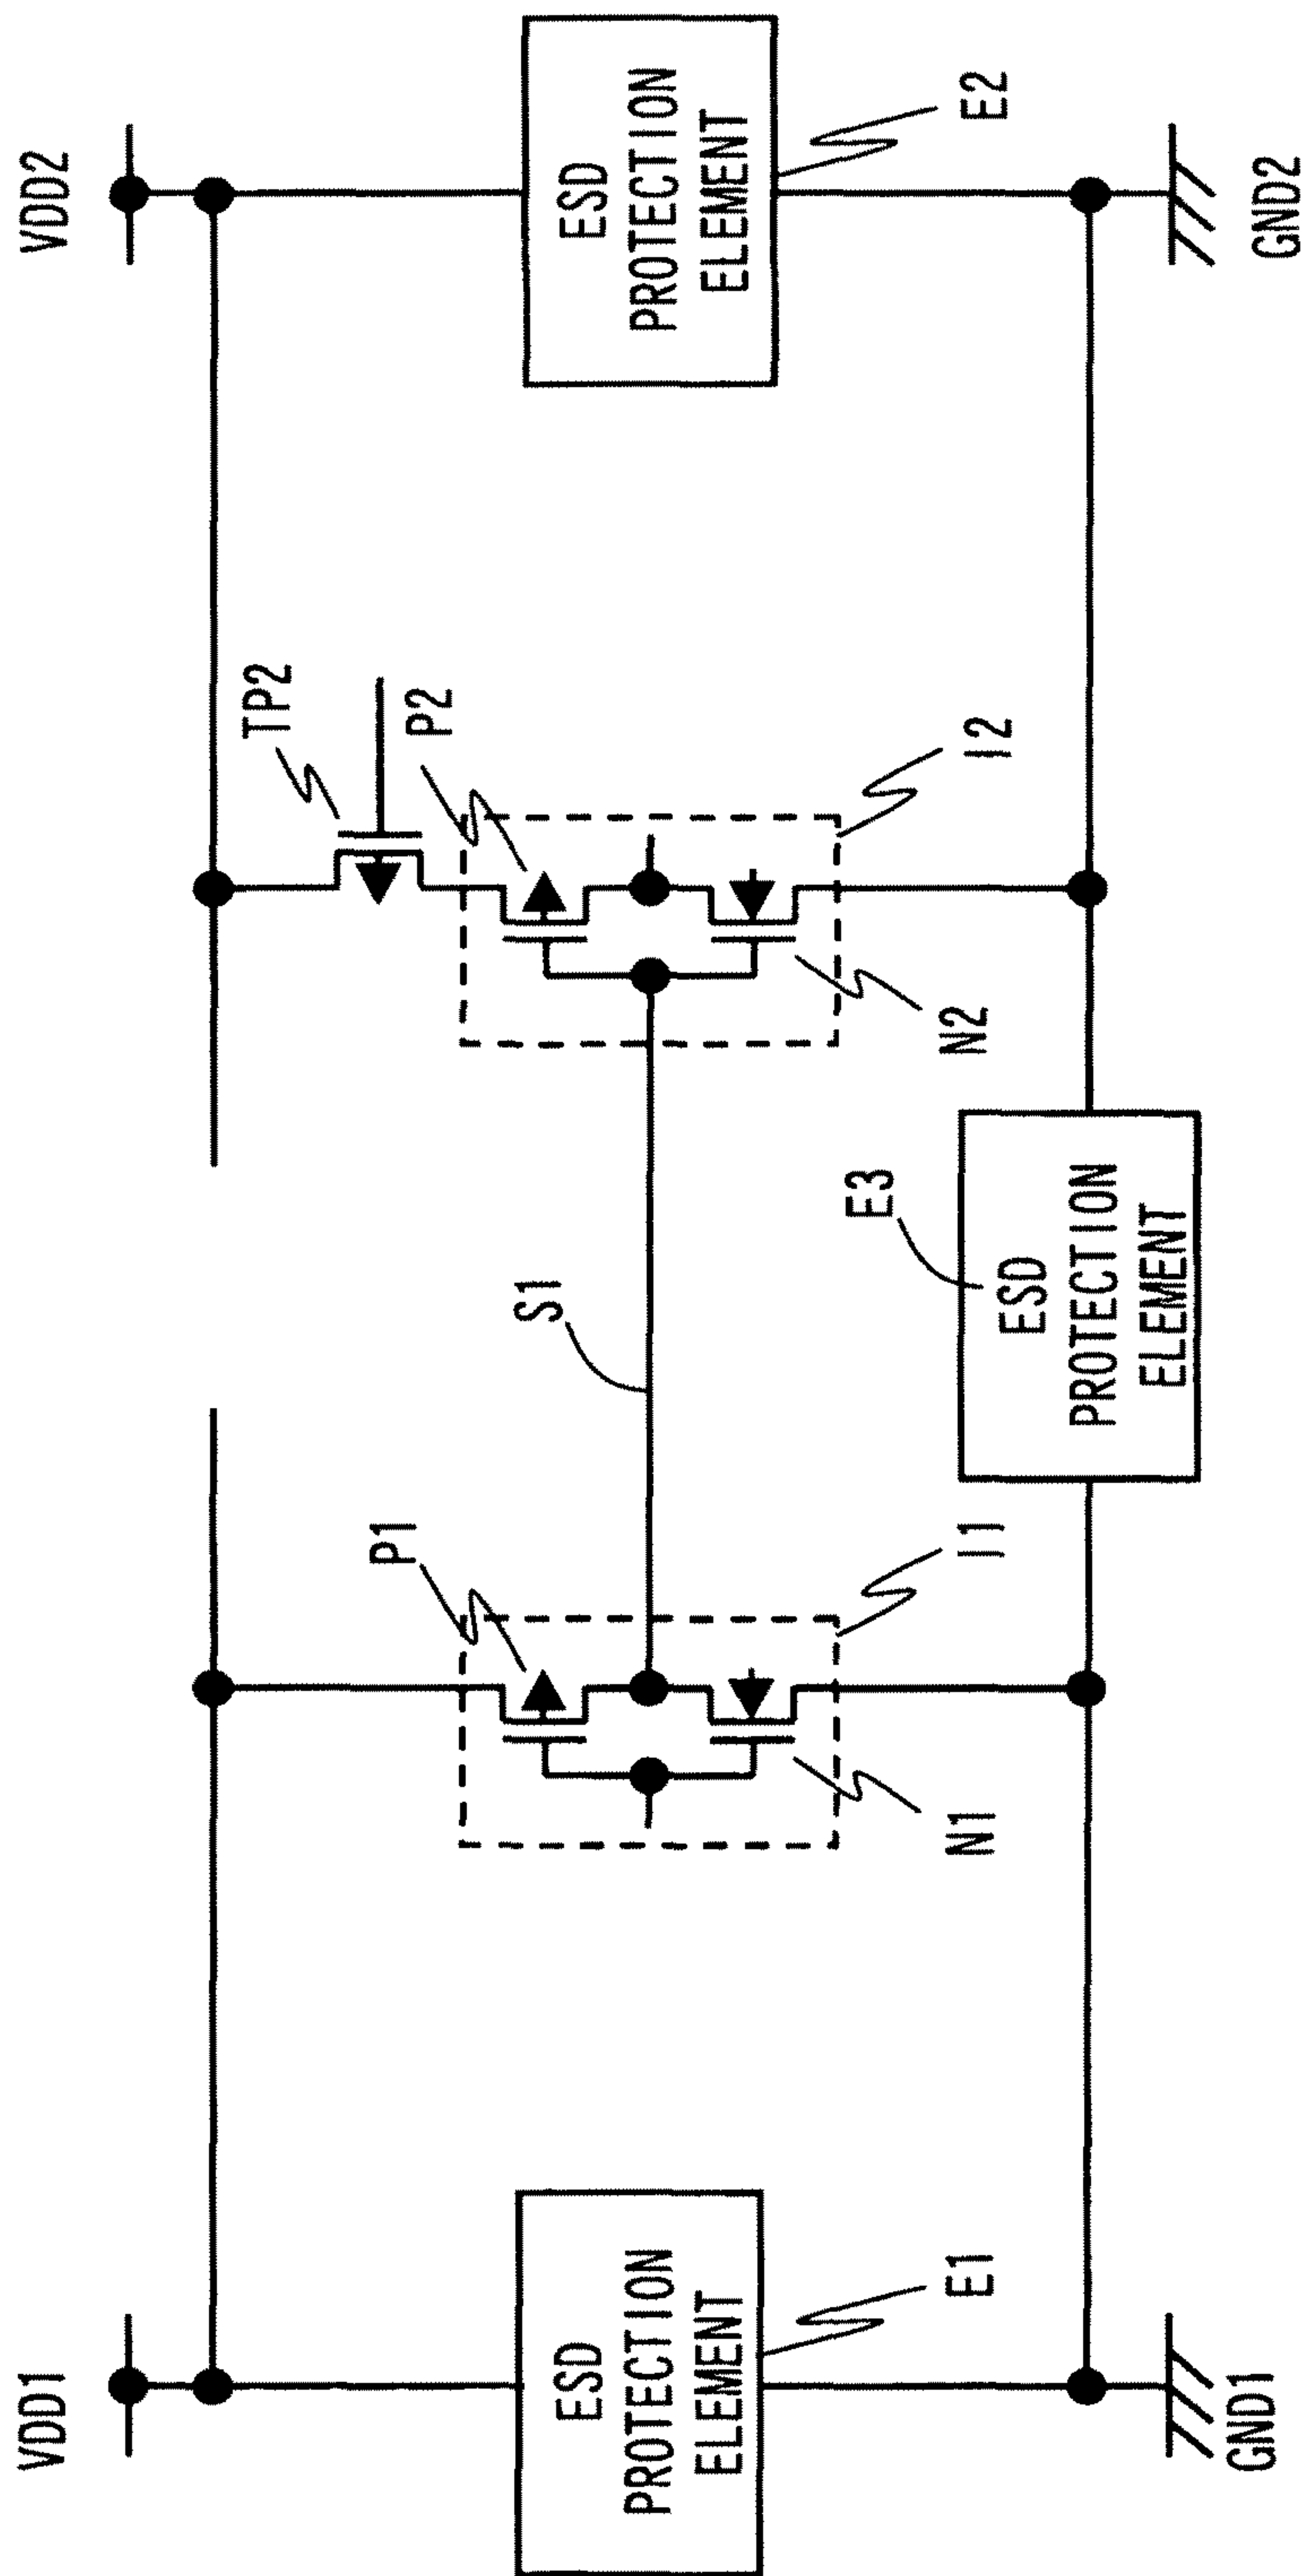 VDD1
VDD2
TP2
P1
P2
S1
ESD
PROTECTION
ELEMENT
ESD
PROTECTION
ELEMENT
E3
E1
N1
I1
N2
I2
E2
ESD
PROTECTION
ELEMENT
GND1
GND2